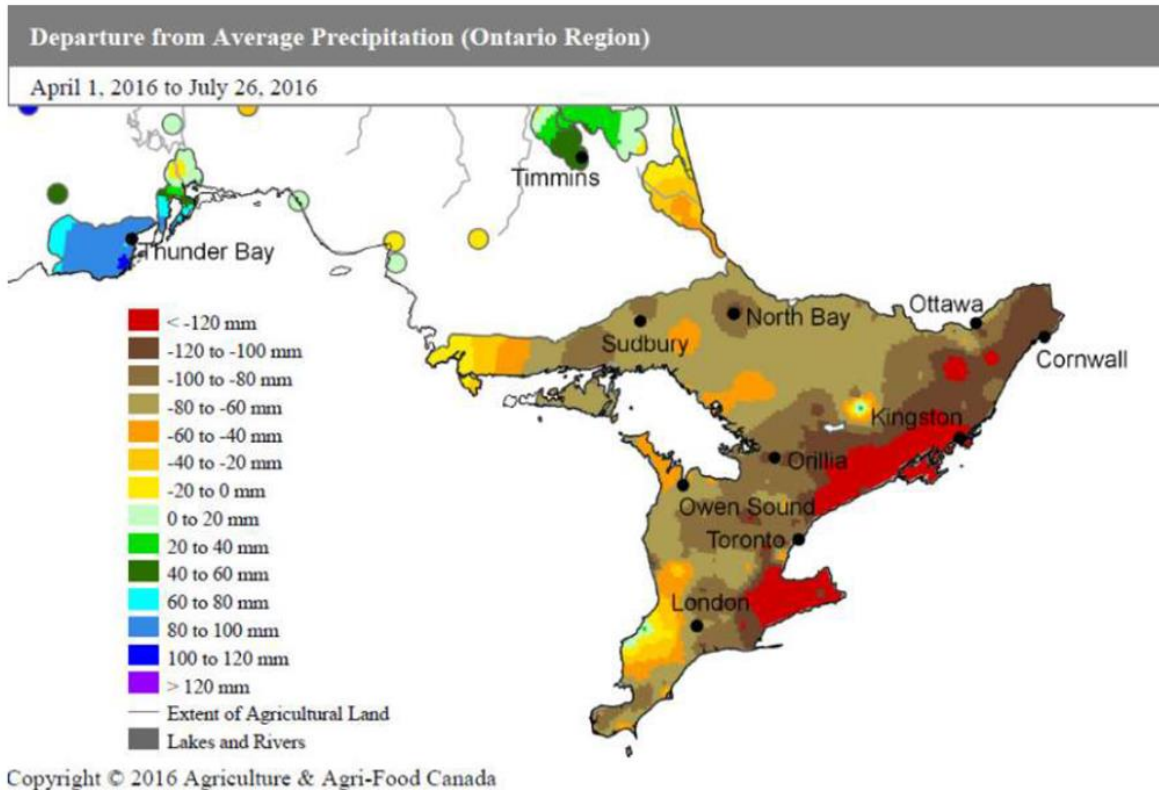 Departure from Average Precipitation (Ontario Region)
April 1, 2016 to July 26, 2016
Timmins
Thunder Bay
Ottawa
North Bay
Sudbury
Cornwall
Kingston
Orillia
Owen Sound
Toronto
London
< -120 mm
-120 to -100 mm
-100 to -80 mm
-80 to -60 mm
-60 to -40 mm
-40 to -20 mm
-20 to 0 mm
0 to 20 mm
20 to 40 mm
40 to 60 mm
60 to 80 mm
80 to 100 mm
100 to 120 mm
> 120 mm
Extent of Agricultural Land
Lakes and Rivers
Copyright © 2016 Agriculture & Agri-Food Canada